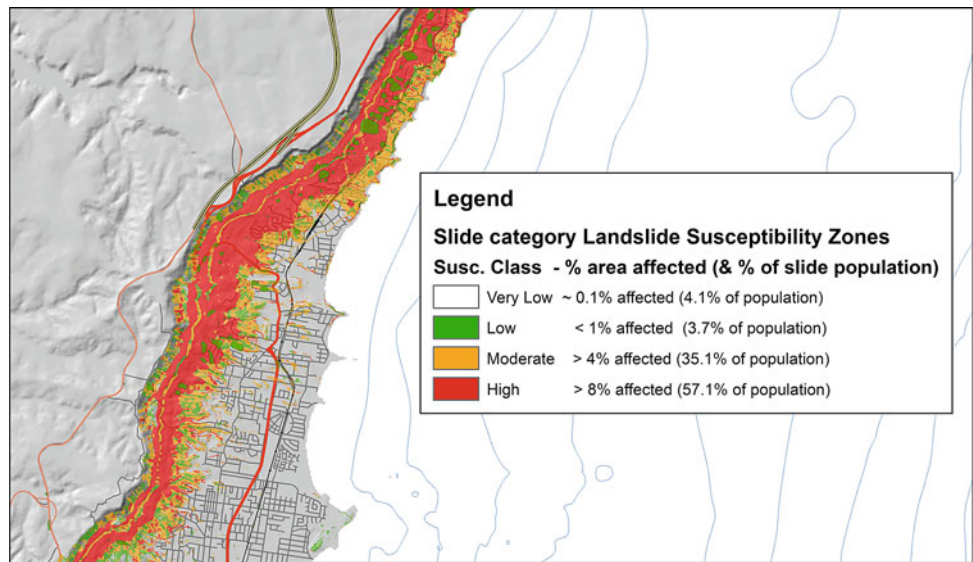 Legend
Slide category Landslide Susceptibility Zones
Susc. Class - % area affected (& % of slide population)
Very Low ~ 0.1% affected (4.1% of population)
Low < 1% affected (3.7% of population)
Moderate > 4% affected (35.1% of population)
High > 8% affected (57.1% of population)